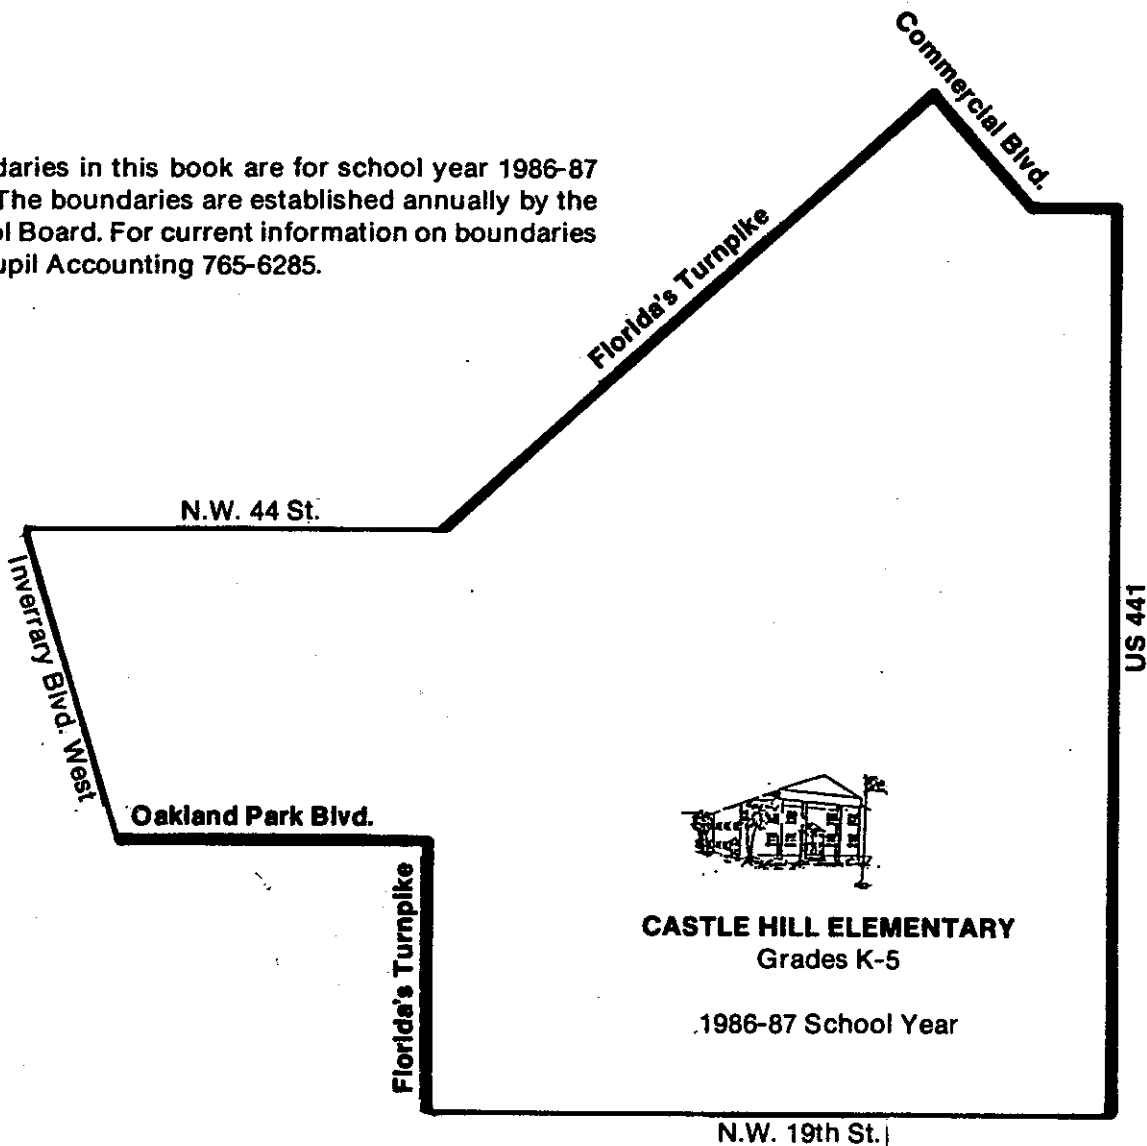 Commercial Blvd.
daries in this book are for school year 1986-87
The boundaries are established annually by the
ol Board. For current information on boundaries
upil Accounting 765-6285.
Florida's Turnpike
N.W. 44 St.
Inverrary Blvd. West
US 441
Oakland Park Blvd.
Florida's Turnpike
CASTLE HILL ELEMENTARY
Grades K-5
1986-87 School Year
N.W. 19th St.